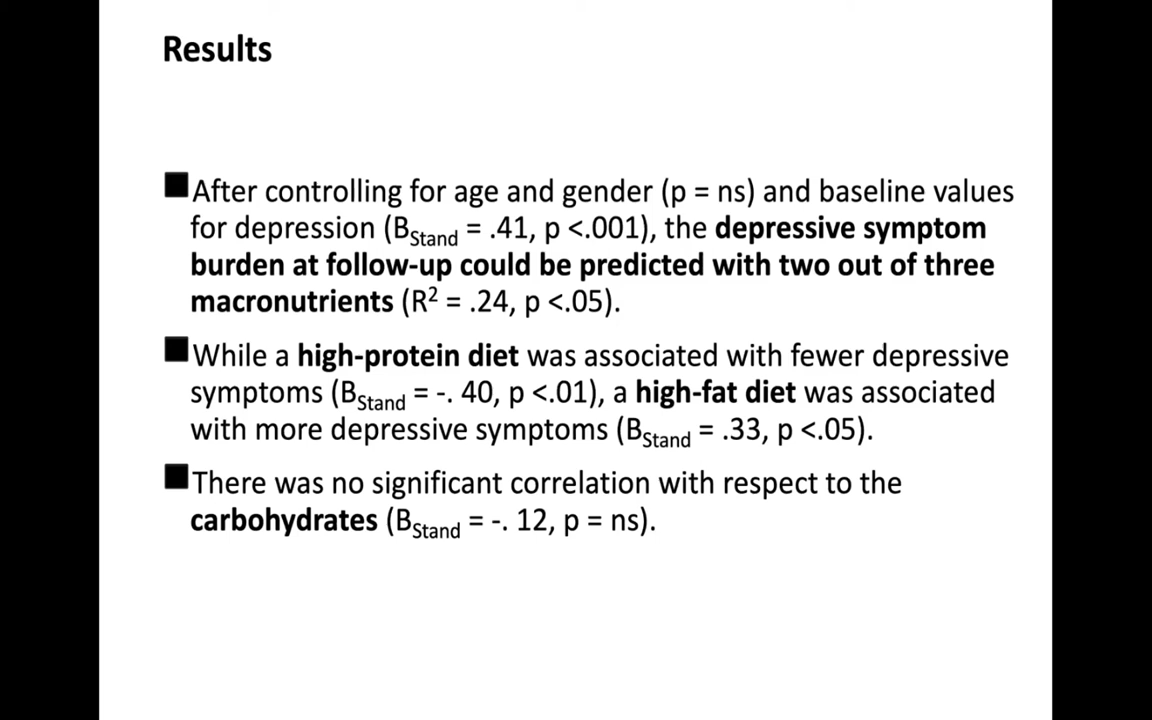 Results
■After controlling for age and gender (p = ns) and baseline values
for depression (BStand = .41, p <.001), the depressive symptom
burden at follow-up could be predicted with two out of three
macronutrients (R2 = .24, p <.05).
■While a high-protein diet was associated with fewer depressive
symptoms (BStand = -. 40, p <.01), a high-fat diet was associated
with more depressive symptoms (BStand = .33, p <.05).
■There was no significant correlation with respect to the
carbohydrates (BStand = -. 12, p = ns).